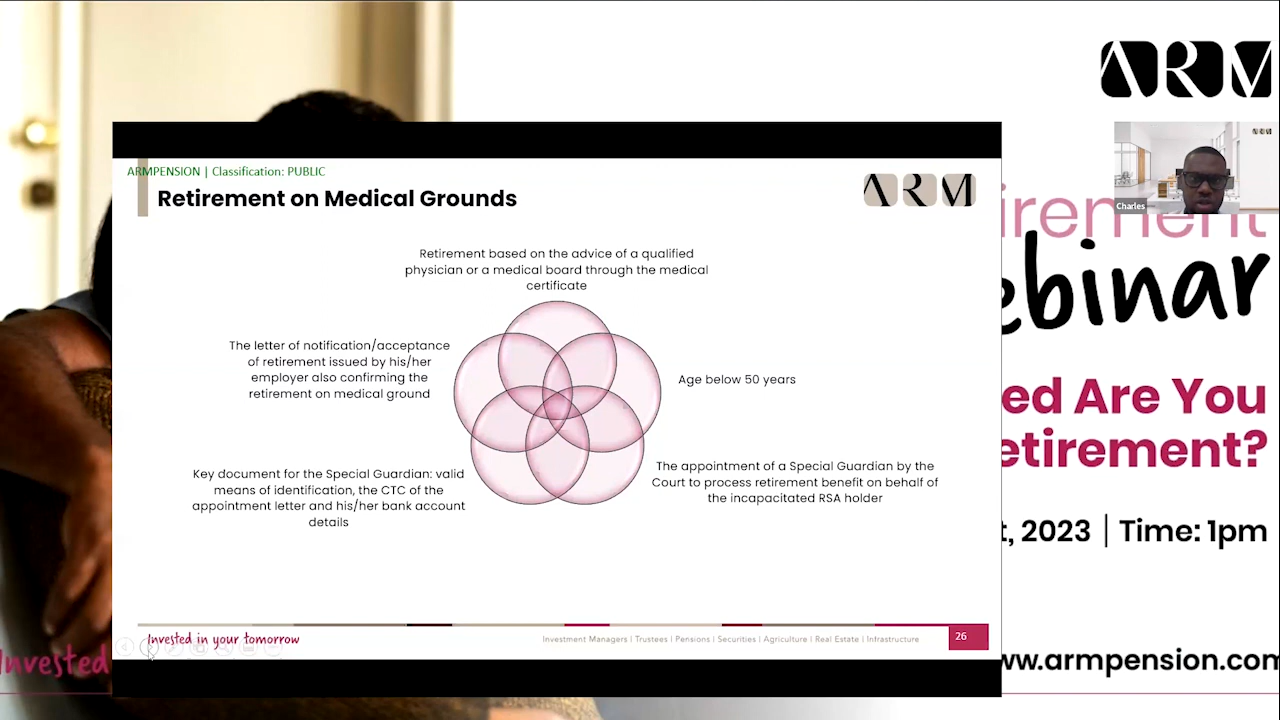 ARM
Charles
irement
ebinar
ed Are You
etirement?
t, 2023 | Time: 1pm
ww.armpension.com
Invested
ARMPENSION | Classification: PUBLIC
Retirement on Medical Grounds
ARM
Retirement based on the advice of a qualified
physician or a medical board through the medical
certificate
The letter of notification/acceptance
of retirement issued by his/her
employer also confirming the
retirement on medical ground
Age below 50 years
Key document for the Special Guardian: valid
means of identification, the CTC of the
appointment letter and his/her bank account
details
The appointment of a Special Guardian by the
Court to process retirement benefit on behalf of
the incapacitated RSA holder
Invested in your tomorrow
Investment Managers | Trustees | Pensions | Securities | Agriculture | Real Estate | Infrastructure
26